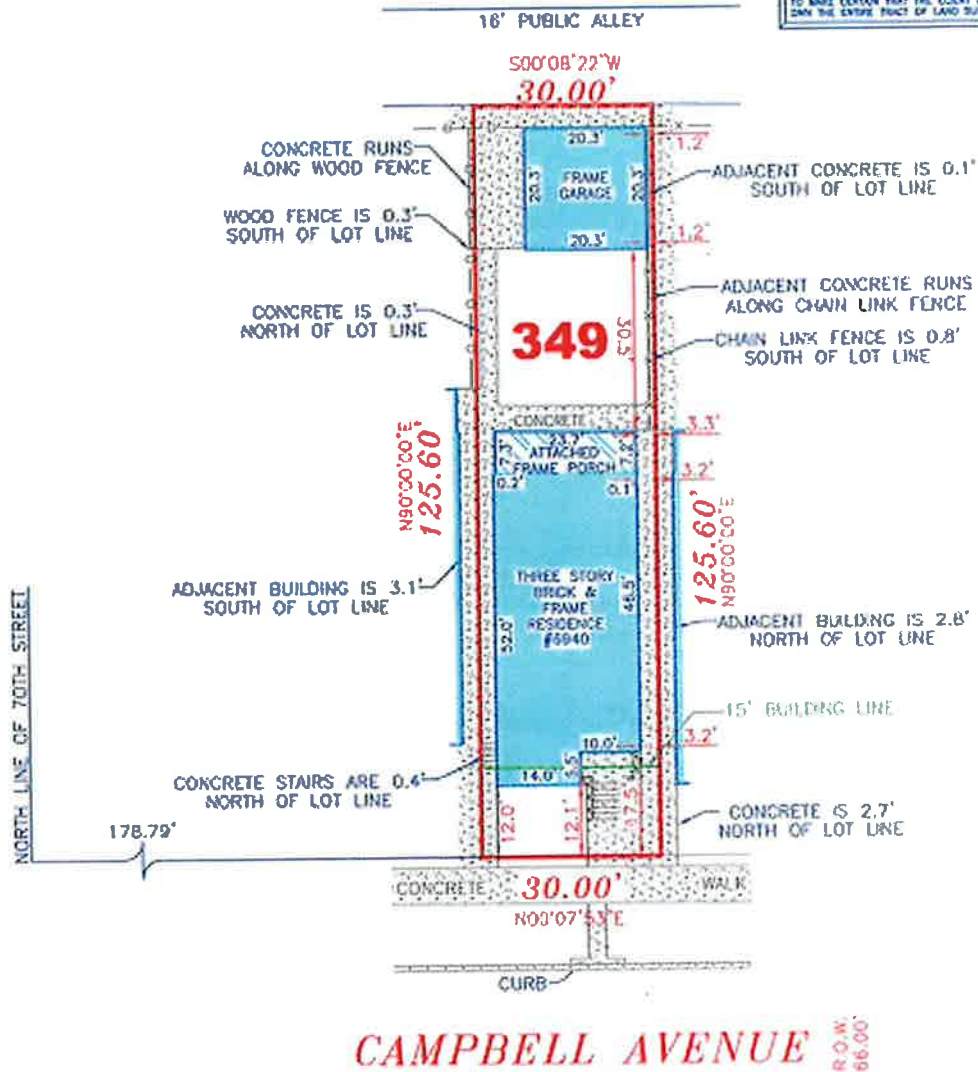 16' PUBLIC ALLEY
S00°08'22"W
30.00'
CONCRETE RUNS
ALONG WOOD FENCE
WOOD FENCE IS 0.3'
SOUTH OF LOT LINE
CONCRETE IS 0.3'
NORTH OF LOT LINE
20.3'
20.3'
FRAME
GARAGE
20.3'
20.3'
1.2'
ADJACENT CONCRETE IS 0.1'
SOUTH OF LOT LINE
1.2'
ADJACENT CONCRETE RUNS
ALONG CHAIN LINK FENCE
CHAIN LINK FENCE IS 0.8'
SOUTH OF LOT LINE
349
CONCRETE
23.7'
7.3'
ATTACHED
FRAME PORCH
7.2'
0.2'
0.1'
3.3'
3.2'
N90°00'00"E
125.60'
125.60'
N90°00'00"E
ADJACENT BUILDING IS 3.1'
SOUTH OF LOT LINE
THREE STORY
BRICK &
FRAME
RESIDENCE
#6940
52.0'
46.5'
ADJACENT BUILDING IS 2.8'
NORTH OF LOT LINE
15' BUILDING LINE
3.2'
10.0'
5.5'
14.0'
CONCRETE STAIRS ARE 0.4'
NORTH OF LOT LINE
12.0'
12.1'
17.5'
CONCRETE IS 2.7'
NORTH OF LOT LINE
NORTH LINE OF 70TH STREET
178.79'
CONCRETE
30.00'
WALK
N00°07'53"E
CURB
CAMPBELL AVENUE
R.O.W.
66.00'